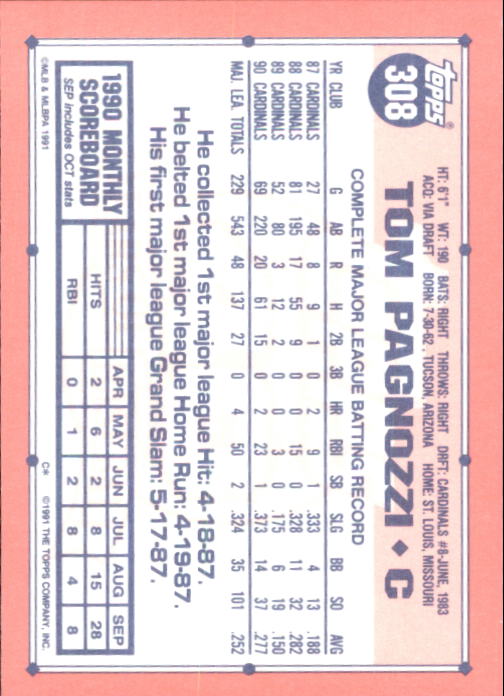 TOPPS®
308
HT: 6'1" WT: 190 BATS: RIGHT THROWS: RIGHT DRFT: CARDINALS #8-JUNE, 1983
ACQ: VIA DRAFT BORN: 7-30-62, TUCSON, ARIZONA HOME: ST. LOUIS, MISSOURI
TOM PAGNOZZI ♦ C
COMPLETE MAJOR LEAGUE BATTING RECORD
YR CLUB G AB R H 2B 3B HR RBI SB SLG BB SO AVG
87 CARDINALS 27 48 8 9 1 0 2 9 1 .333 4 13 .188
88 CARDINALS 81 195 17 55 9 0 0 15 0 .328 11 32 .282
89 CARDINALS 52 80 3 12 2 0 0 3 0 .175 6 19 .150
90 CARDINALS 69 220 20 61 15 0 2 23 1 .373 14 37 .277
MAJ. LEA. TOTALS 229 543 48 137 27 0 4 50 2 .324 35 101 .252
He collected 1st major league Hit: 4-18-87.
He belted 1st major league Home Run: 4-19-87.
His first major league Grand Slam: 5-17-87.
1990 MONTHLY
SCOREBOARD
SEP includes OCT stats
APR MAY JUN JUL AUG SEP
HITS 2 6 2 8 15 28
RBI 0 1 2 8 4 8
©MLB & MLBPA 1991 C* ©1991 THE TOPPS COMPANY, INC.